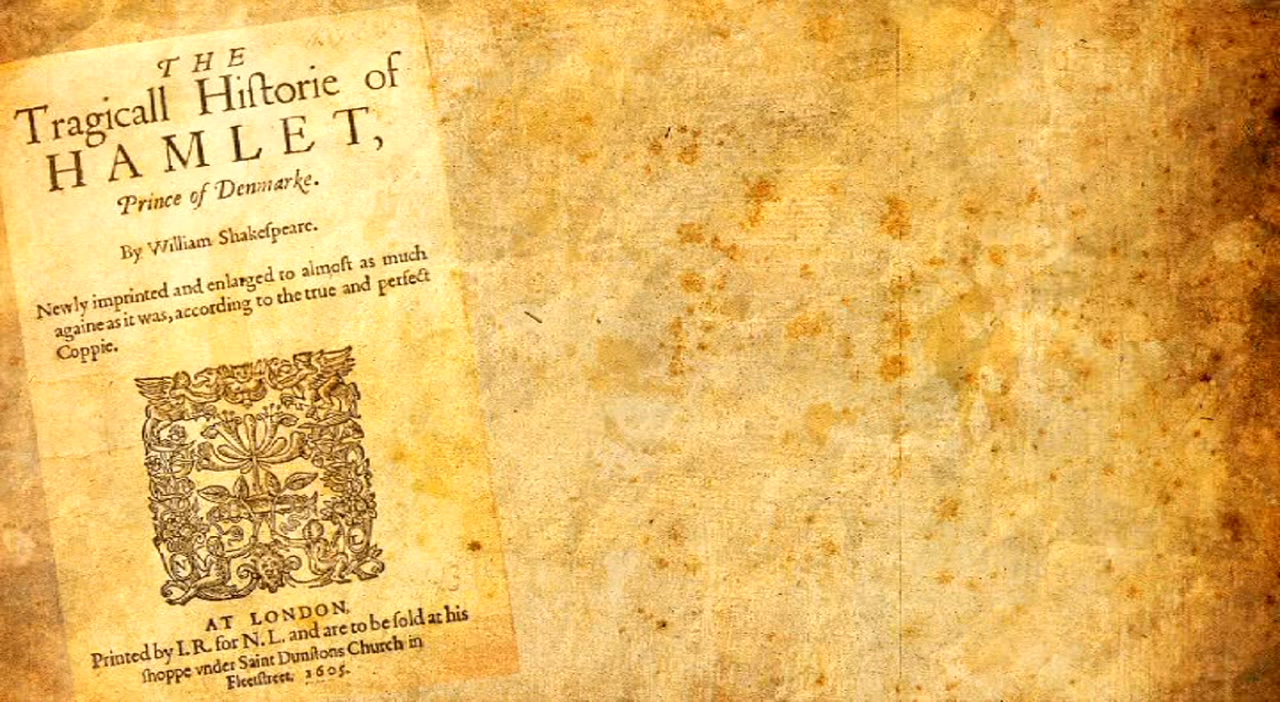 THE
Tragicall Hiſtorie of
HAMLET,
Prince of Denmarke.
By William Shakeſpeare.
Newly imprinted and enlarged to almoſt as much
againe as it was, according to the true and perfect
Coppie.
AT LONDON,
Printed by I. R. for N. L. and are to be ſold at his
ſhoppe vnder Saint Dunſtons Church in
Fleetſtreet. 1605.